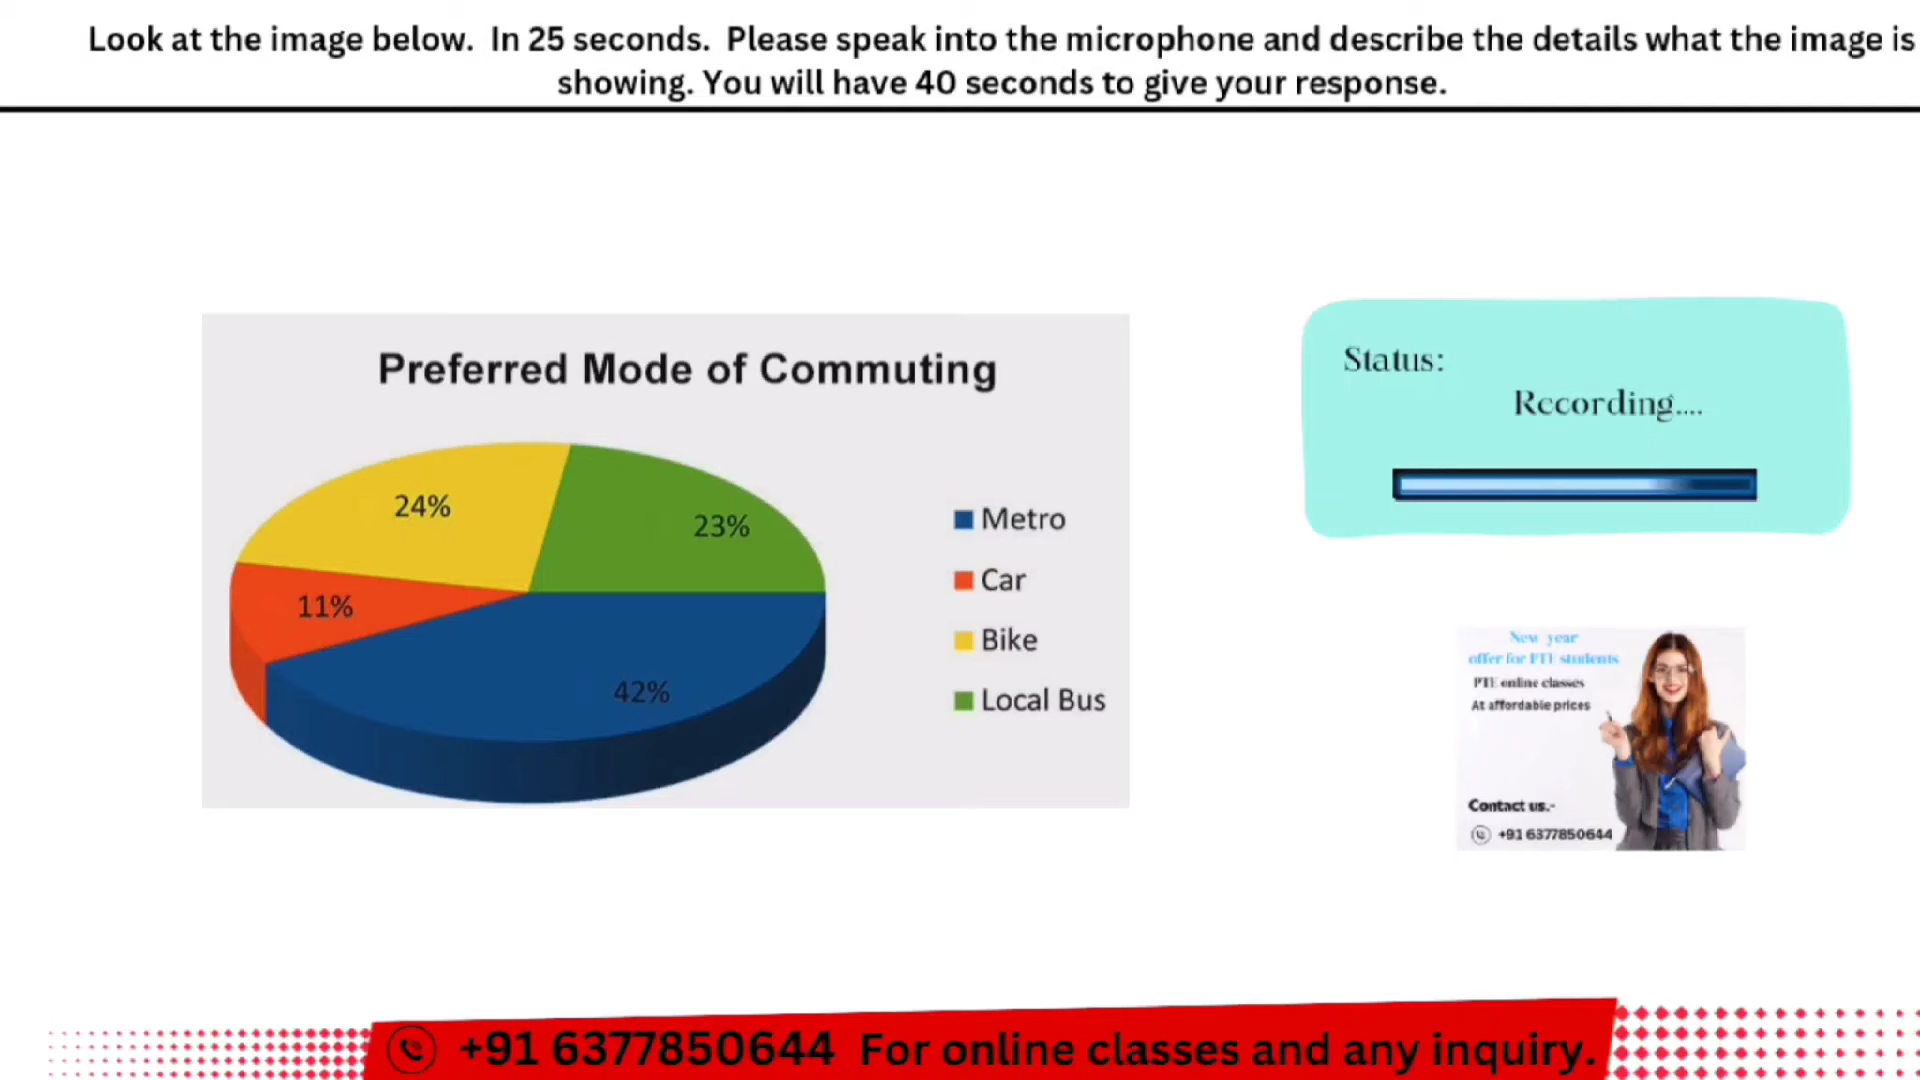 Look at the image below. In 25 seconds. Please speak into the microphone and describe the details what the image is
showing. You will have 40 seconds to give your response.
Preferred Mode of Commuting
24%
23%
11%
42%
Metro
Car
Bike
Local Bus
Status:
Recording....
New year
offer for PTE students
PTE online classes
At affordable prices
Contact us.-
+91 6377850644
+91 6377850644 For online classes and any inquiry.